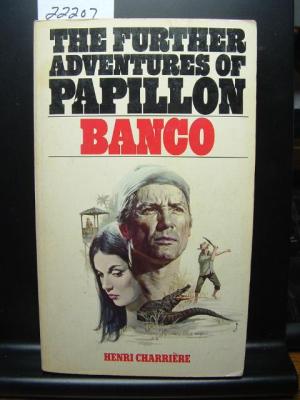 22207
THE FURTHER
ADVENTURES OF
PAPILLON
BANCO
HENRI CHARRIÈRE